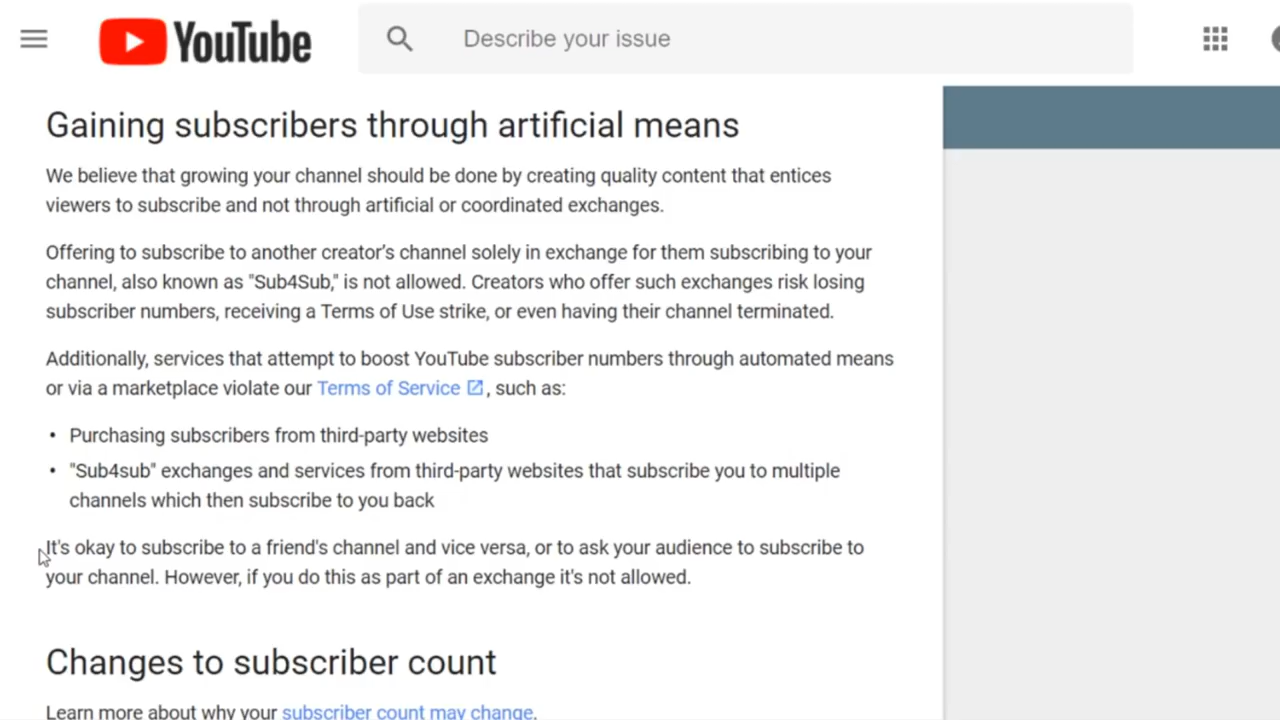 YouTube
Describe your issue
Gaining subscribers through artificial means
We believe that growing your channel should be done by creating quality content that entices
viewers to subscribe and not through artificial or coordinated exchanges.
Offering to subscribe to another creator's channel solely in exchange for them subscribing to your
channel, also known as "Sub4Sub," is not allowed. Creators who offer such exchanges risk losing
subscriber numbers, receiving a Terms of Use strike, or even having their channel terminated.
Additionally, services that attempt to boost YouTube subscriber numbers through automated means
or via a marketplace violate our Terms of Service, such as:
• Purchasing subscribers from third-party websites
• "Sub4sub" exchanges and services from third-party websites that subscribe you to multiple
channels which then subscribe to you back
It's okay to subscribe to a friend's channel and vice versa, or to ask your audience to subscribe to
your channel. However, if you do this as part of an exchange it's not allowed.
Changes to subscriber count
Learn more about why your subscriber count may change.